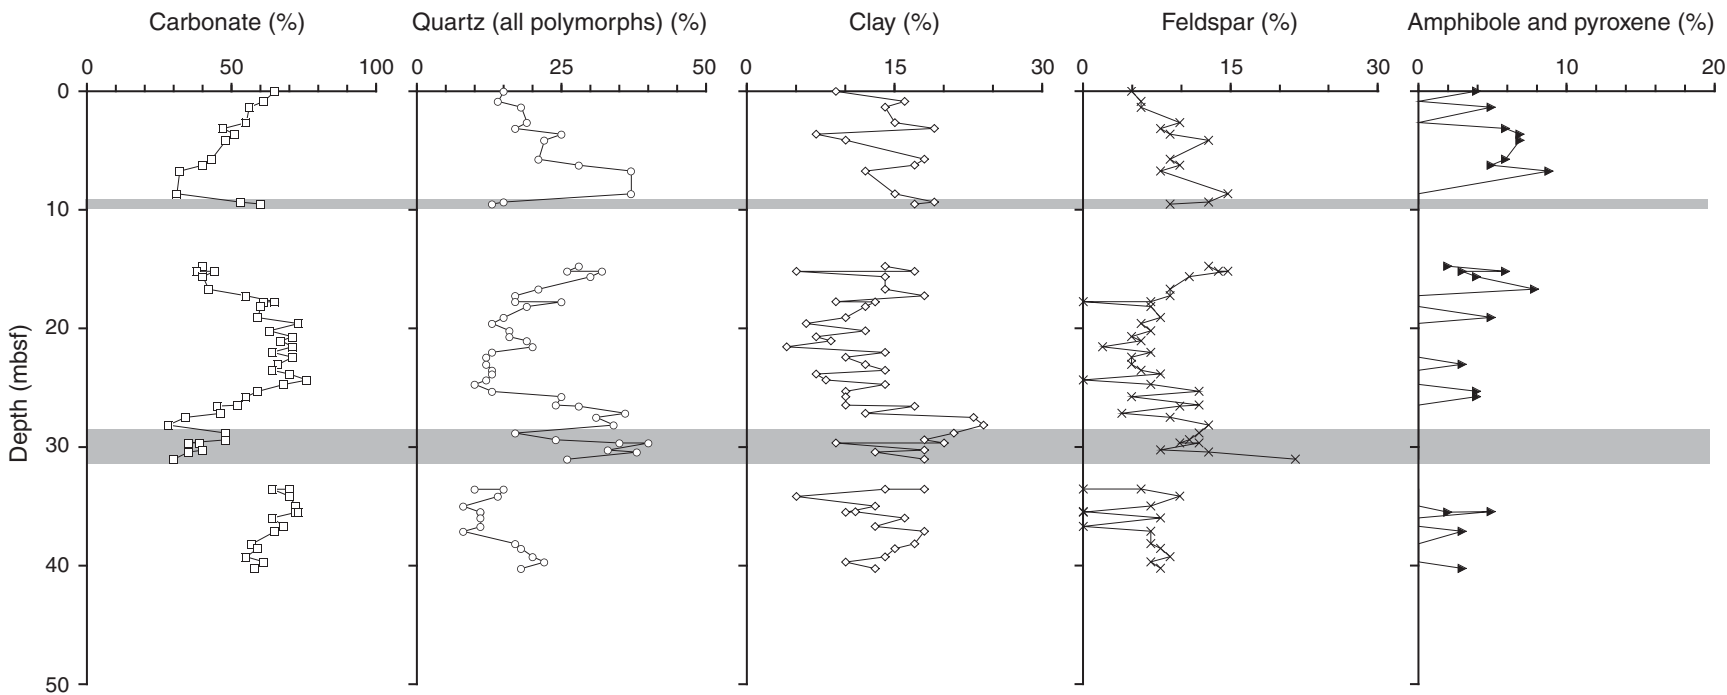 Carbonate (%) Quartz (all polymorphs) (%) Clay (%) Feldspar (%) Amphibole and pyroxene (%)
0 50 100 0 25 50 0 15 30 0 15 30 0 10 20
0
10
20
30
40
50
Depth (mbsf)